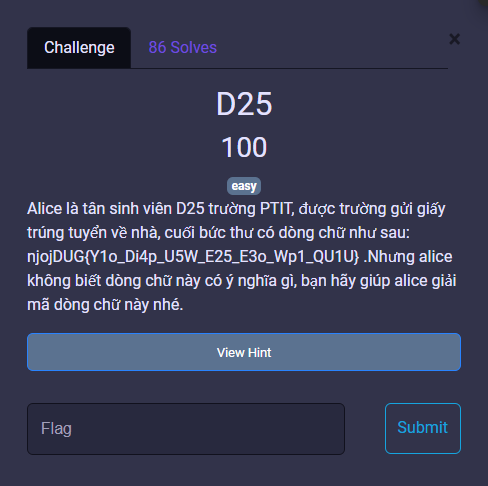 Challenge
86 Solves
×
D25
100
easy
Alice là tân sinh viên D25 trường PTIT, được trường gửi giấy
trúng tuyển về nhà, cuối bức thư có dòng chữ như sau:
njojDUG{Y1o_Di4p_U5W_E25_E3o_Wp1_QU1U} .Nhưng alice
không biết dòng chữ này có ý nghĩa gì, bạn hãy giúp alice giải
mã dòng chữ này nhé.
View Hint
Flag
Submit